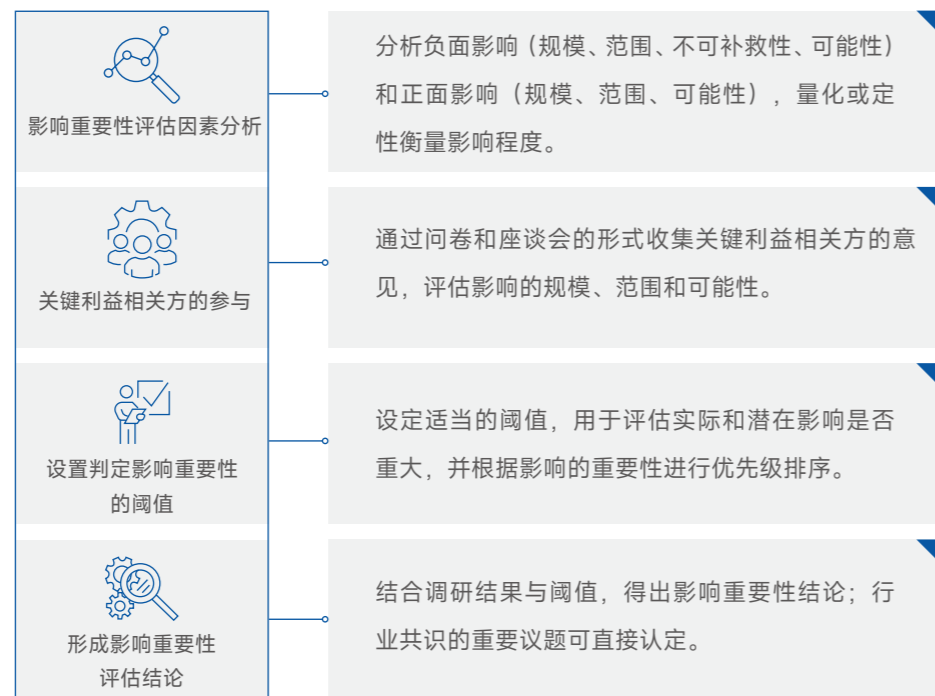 影响重要性评估因素分析
分析负面影响（规模、范围、不可补救性、可能性）
和正面影响（规模、范围、可能性），量化或定
性衡量影响程度。
关键利益相关方的参与
通过问卷和座谈会的形式收集关键利益相关方的意
见，评估影响的规模、范围和可能性。
设置判定影响重要性
的阈值
设定适当的阈值，用于评估实际和潜在影响是否
重大，并根据影响的重要性进行优先级排序。
形成影响重要性
评估结论
结合调研结果与阈值，得出影响重要性结论；行
业共识的重要议题可直接认定。